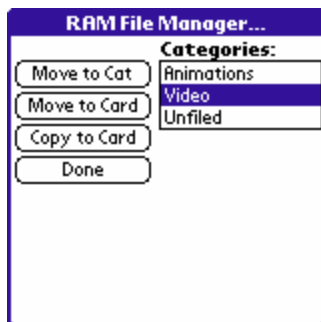 RAM File Manager...
Categories:
Move to Cat
Animations
Move to Card
Video
Copy to Card
Unfiled
Done